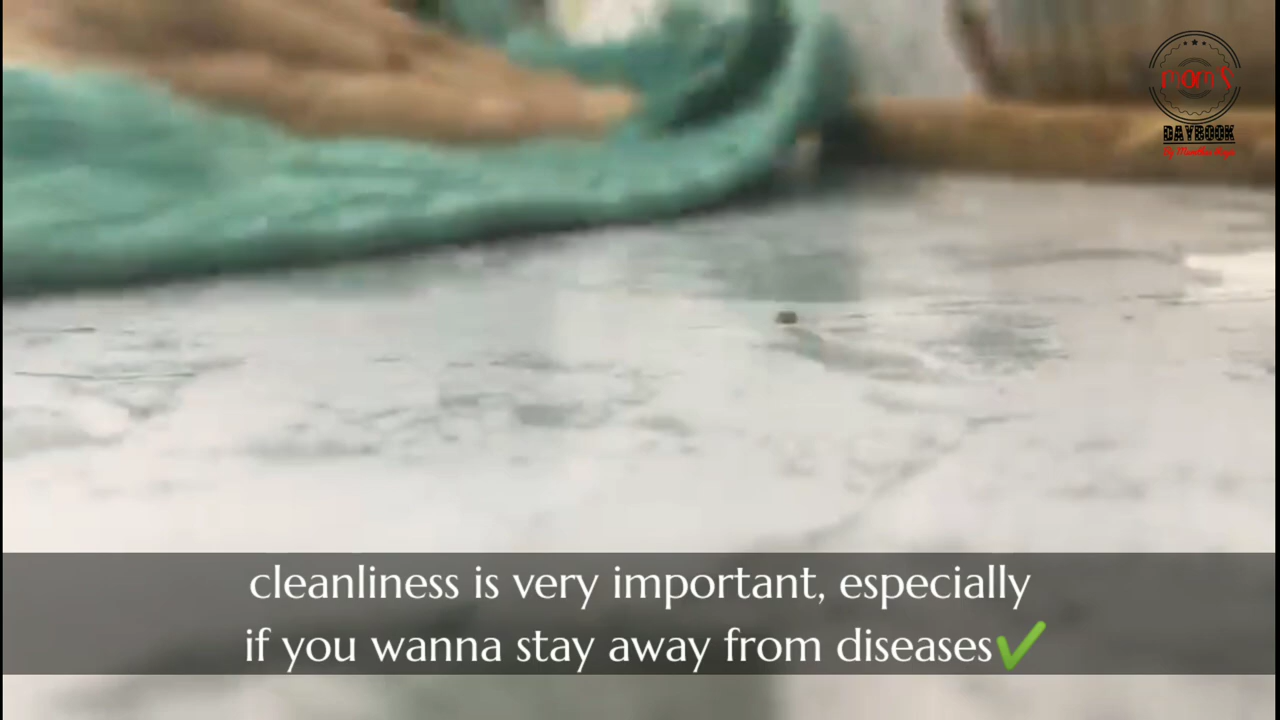 mom's
DAYBOOK
cleanliness is very important, especially
if you wanna stay away from diseases✔